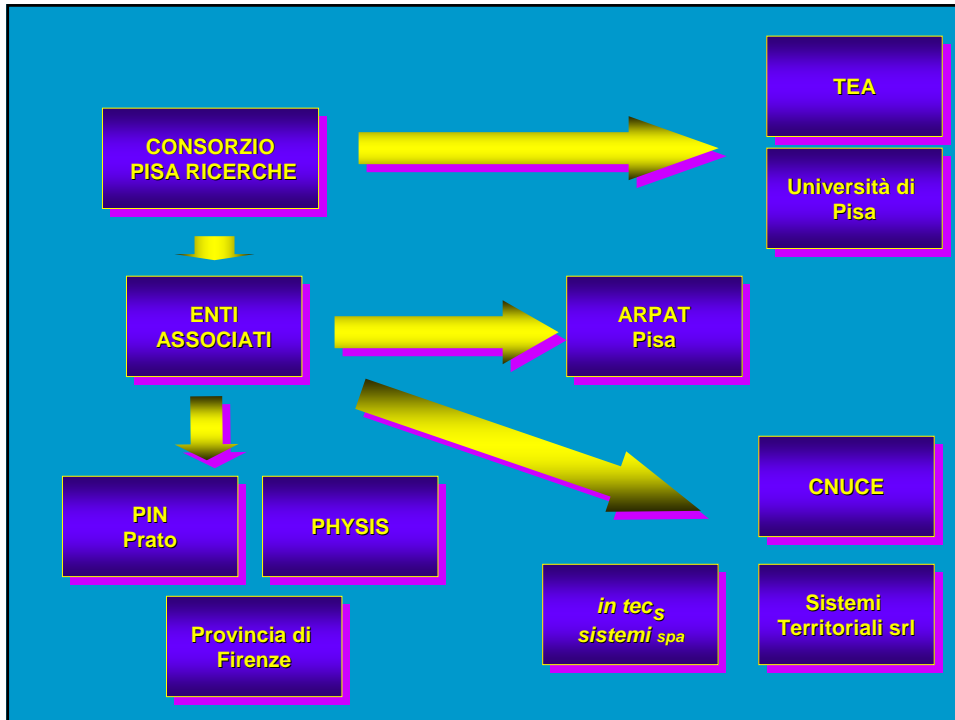 TEA
CONSORZIO
PISA RICERCHE
Università di
Pisa
ENTI
ASSOCIATI
ARPAT
Pisa
CNUCE
PIN
Prato
PHYSIS
in tecs
sistemi spa
Sistemi
Territoriali srl
Provincia di
Firenze